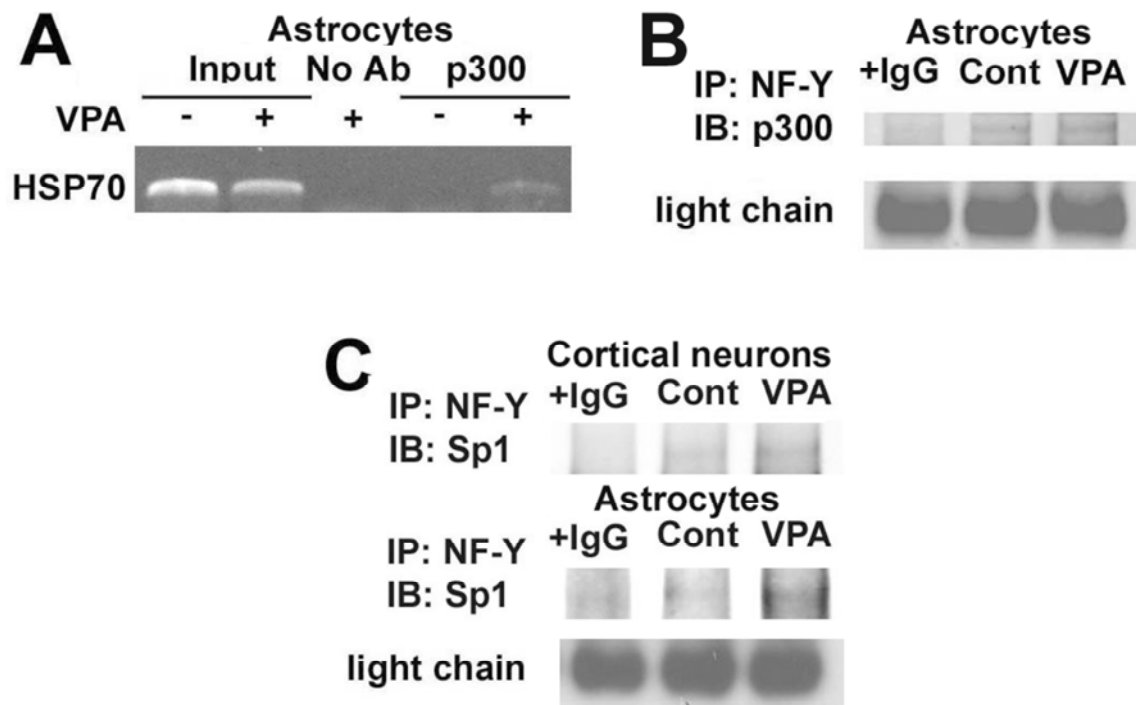 A
Astrocytes
Input No Ab p300
VPA - + + - +
HSP70
B
Astrocytes
+IgG Cont VPA
IP: NF-Y
IB: p300
light chain
C
Cortical neurons
+IgG Cont VPA
IP: NF-Y
IB: Sp1
Astrocytes
+IgG Cont VPA
IP: NF-Y
IB: Sp1
light chain